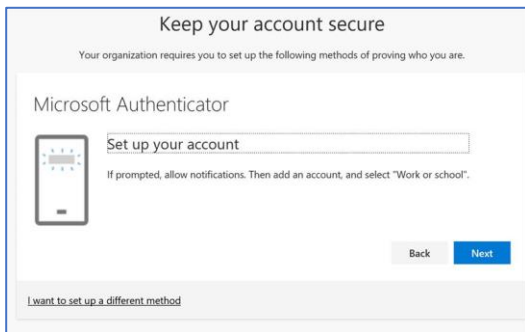 Keep your account secure
Your organization requires you to set up the following methods of proving who you are.
Microsoft Authenticator
Set up your account
If prompted, allow notifications. Then add an account, and select "Work or school".
Back Next
I want to set up a different method